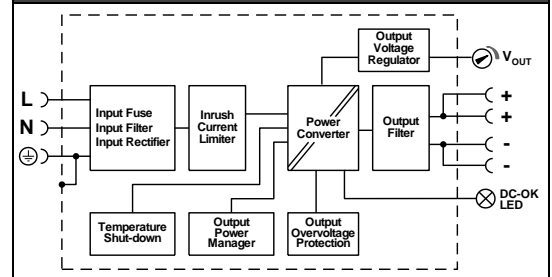 Output
Voltage
Regulator
VOUT
L
N
Input Fuse
Input Filter
Input Rectifier
Inrush
Current
Limiter
Power
Converter
Output
Filter
+
+
-
-
DC-OK
LED
Temperature
Shut-down
Output
Power
Manager
Output
Overvoltage
Protection